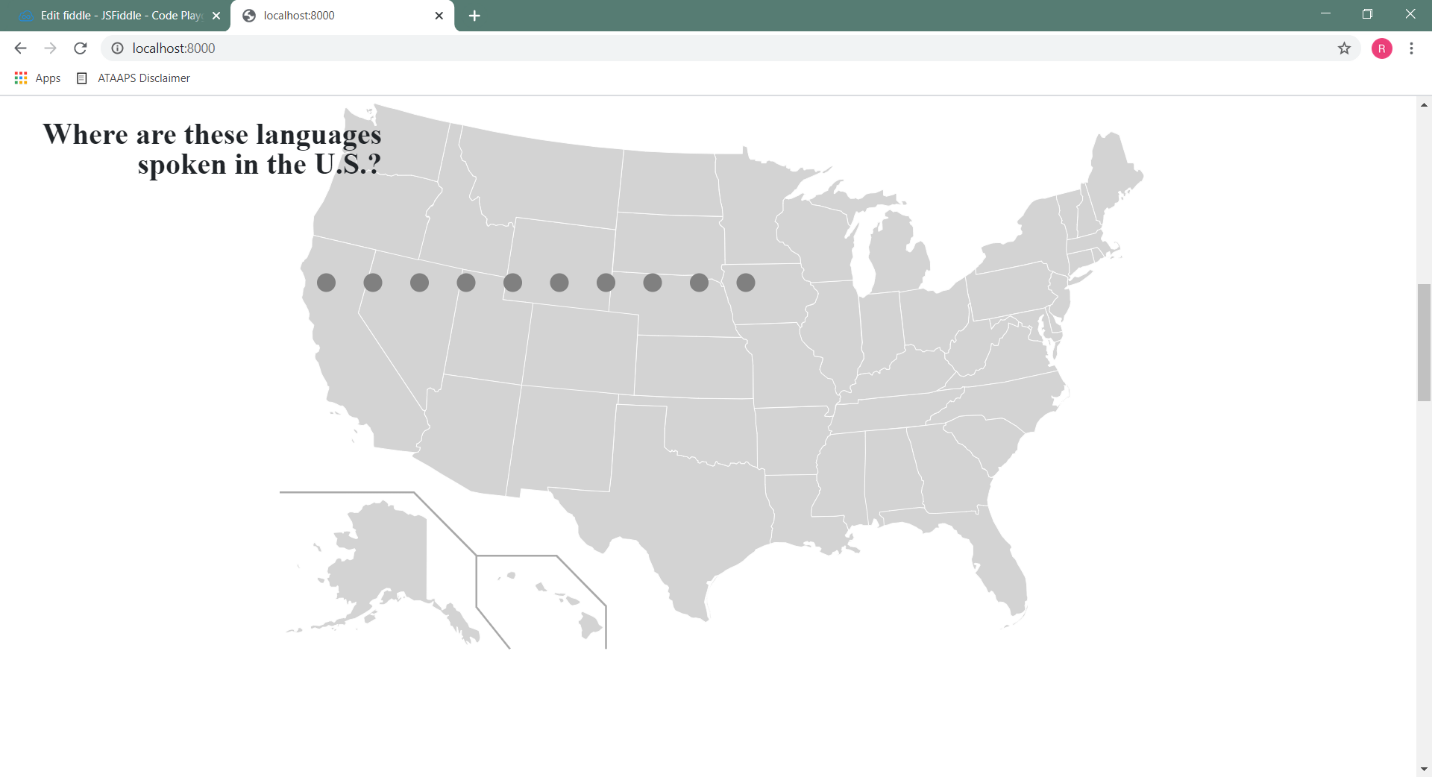 Edit fiddle - JSFiddle - Code Play
localhost:8000
localhost:8000
R
Apps
ATAAPS Disclaimer
Where are these languages
spoken in the U.S.?